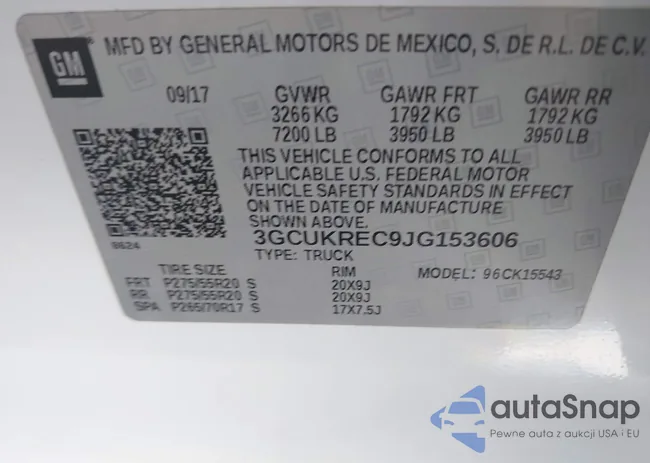 GM
MFD BY GENERAL MOTORS DE MEXICO, S. DE R.L. DE C.V.
09/17 GVWR GAWR FRT GAWR RR
3266 KG 1792 KG 1792 KG
7200 LB 3950 LB 3950 LB
THIS VEHICLE CONFORMS TO ALL
APPLICABLE U.S. FEDERAL MOTOR
VEHICLE SAFETY STANDARDS IN EFFECT
ON THE DATE OF MANUFACTURE
SHOWN ABOVE.
8624 3GCUKREC9JG153606
TYPE: TRUCK
TIRE SIZE RIM MODEL: 96CK15543
FRT P275/55R20 S 20X9J
RR P275/55R20 S 20X9J
SPA P265/70R17 S 17X7.5J
autaSnap
Pewne auta z aukcji USA i EU